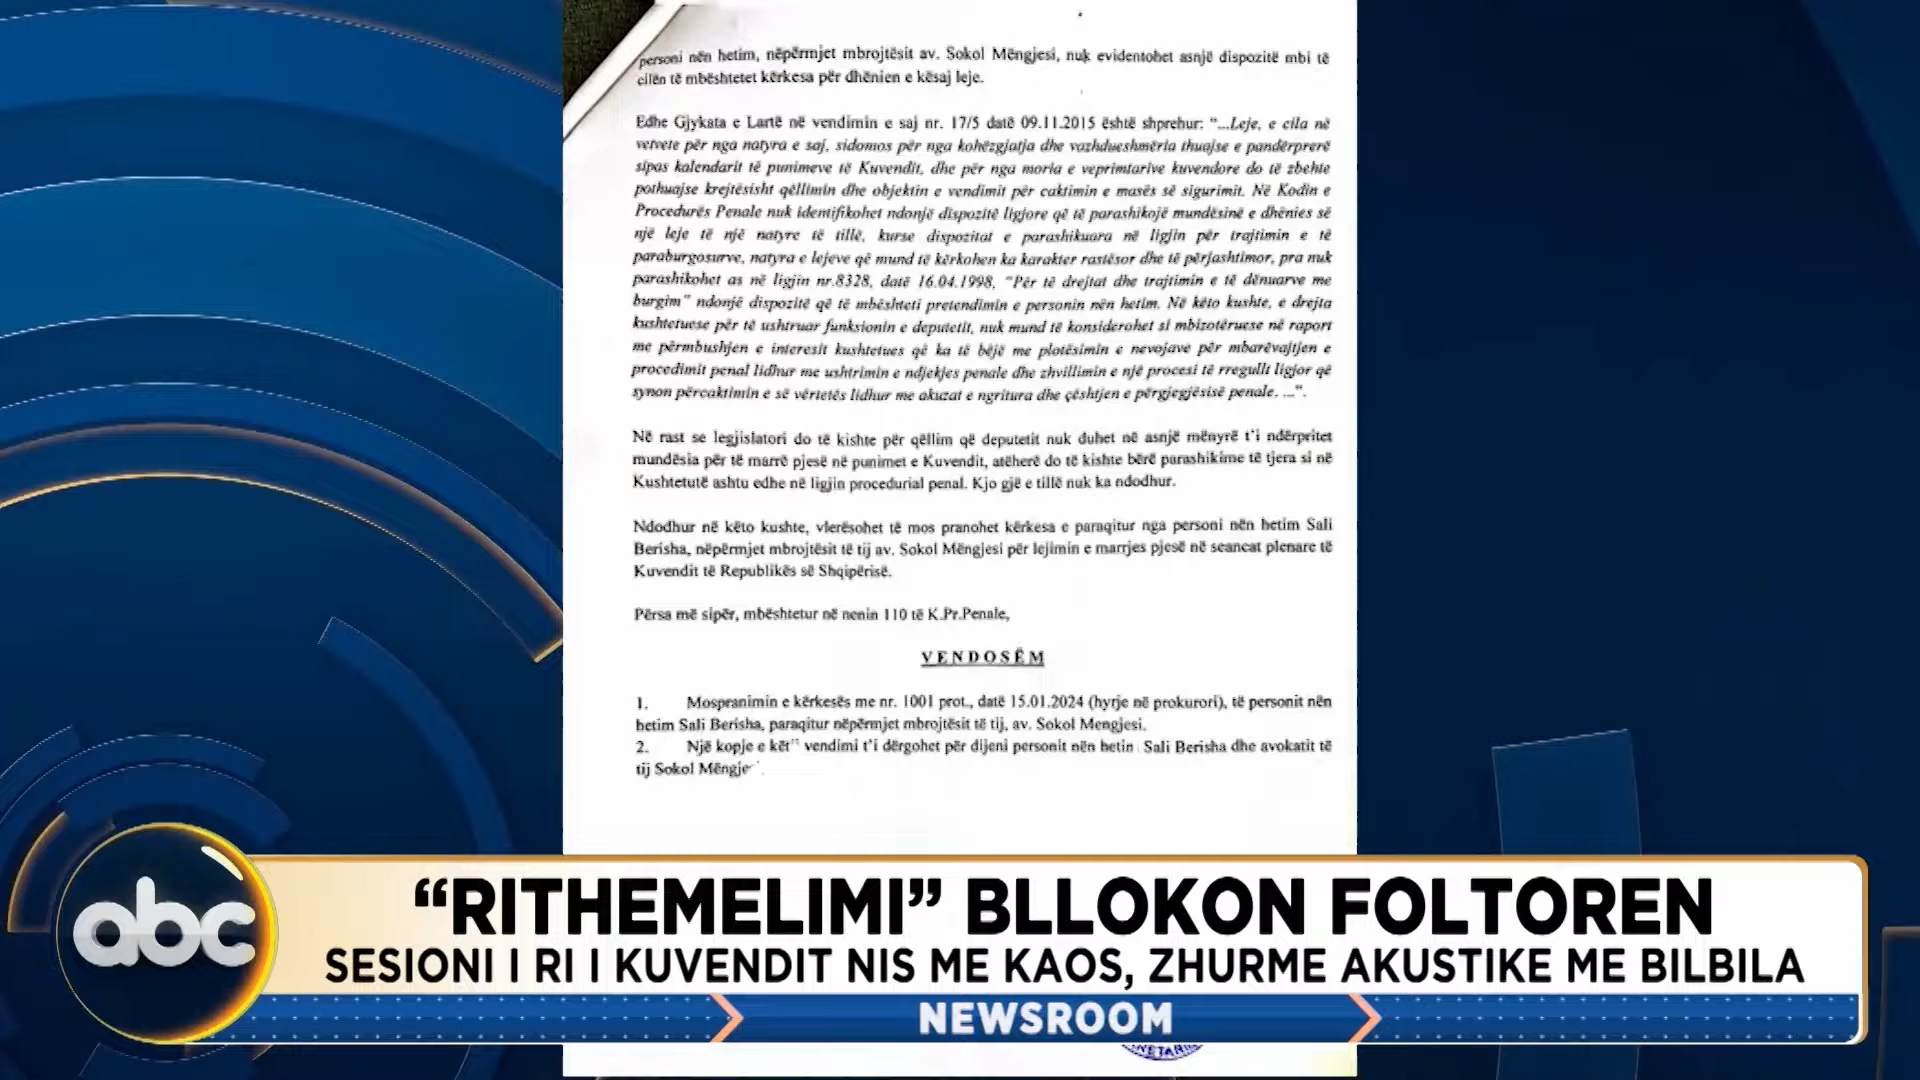 personi nën hetim, nëpërmjet mbrojtësit av. Sokol Mëngjesi, nuk evidentohet asnjë dispozitë mbi të
cilën të mbështetet kërkesa për dhënien e kësaj leje.
Edhe Gjykata e Lartë në vendimin e saj nr. 17/5 datë 09.11.2015 është shprehur: “...Leje, e cila në
vetvete për nga natyra e saj, sidomos për nga kohëzgjatja dhe vazhdueshmëria thuajse e pandërprerë
sipas kalendarit të punimeve të Kuvendit, dhe për nga moria e veprimtarive kuvendore do të zbehte
pothuajse krejtësisht qëllimin dhe objektin e vendimit për caktimin e masës së sigurimit. Në Kodin e
Procedurës Penale nuk identifikohet ndonjë dispozitë ligjore që të parashikojë mundësinë e dhënies së
një leje të një natyre të tillë, kurse dispozitat e parashikuara në ligjin për trajtimin e të
paraburgosurve, natyra e lejeve që mund të kërkohen ka karakter rastësor dhe të përjashtimor, pra nuk
parashikohet as në ligjin nr.8328, datë 16.04.1998, “Për të drejtat dhe trajtimin e të dënuarve me
burgim” ndonjë dispozitë që të mbështeti pretendimin e personin nën hetim. Në këto kushte, e drejta
kushtetuese për të ushtruar funksionin e deputetit, nuk mund të konsiderohet si mbizotëruese në raport
me përmbushjen e interesit kushtetues që ka të bëjë me plotësimin e nevojave për mbarëvajtjen e
procedimit penal lidhur me ushtrimin e ndjekjes penale dhe zhvillimin e një procesi të rregullt ligjor që
synon përcaktimin e së vërtetës lidhur me akuzat e ngritura dhe çështjen e përgjegjësisë penale. ...”.
Në rast se legjislatori do të kishte për qëllim që deputetit nuk duhet në asnjë mënyrë t’i ndërpritet
mundësia për të marrë pjesë në punimet e Kuvendit, atëherë do të kishte bërë parashikime të tjera si në
Kushtetutë ashtu edhe në ligjin procedurial penal. Kjo gjë e tillë nuk ka ndodhur.
Ndodhur në këto kushte, vlerësohet të mos pranohet kërkesa e paraqitur nga personi nën hetim Sali
Berisha, nëpërmjet mbrojtësit të tij av. Sokol Mëngjesi për lejimin e marrjes pjesë në seancat plenare të
Kuvendit të Republikës së Shqipërisë.
Përsa më sipër, mbështetur në nenin 110 të K.Pr.Penale,
VENDOSËM
1. Mospranimin e kërkesës me nr. 1001 prot., datë 15.01.2024 (hyrje në prokurori), të personit nën
hetim Sali Berisha, paraqitur nëpërmjet mbrojtësit të tij, av. Sokol Mengjesi.
2. Një kopje e kët vendimi t’i dërgohet për dijeni personit nën hetin Sali Berisha dhe avokatit të
tij Sokol Mëngje
“RITHEMELIMI” BLLOKON FOLTOREN
SESIONI I RI I KUVENDIT NIS ME KAOS, ZHURME AKUSTIKE ME BILBILA
abc
NEWSROOM